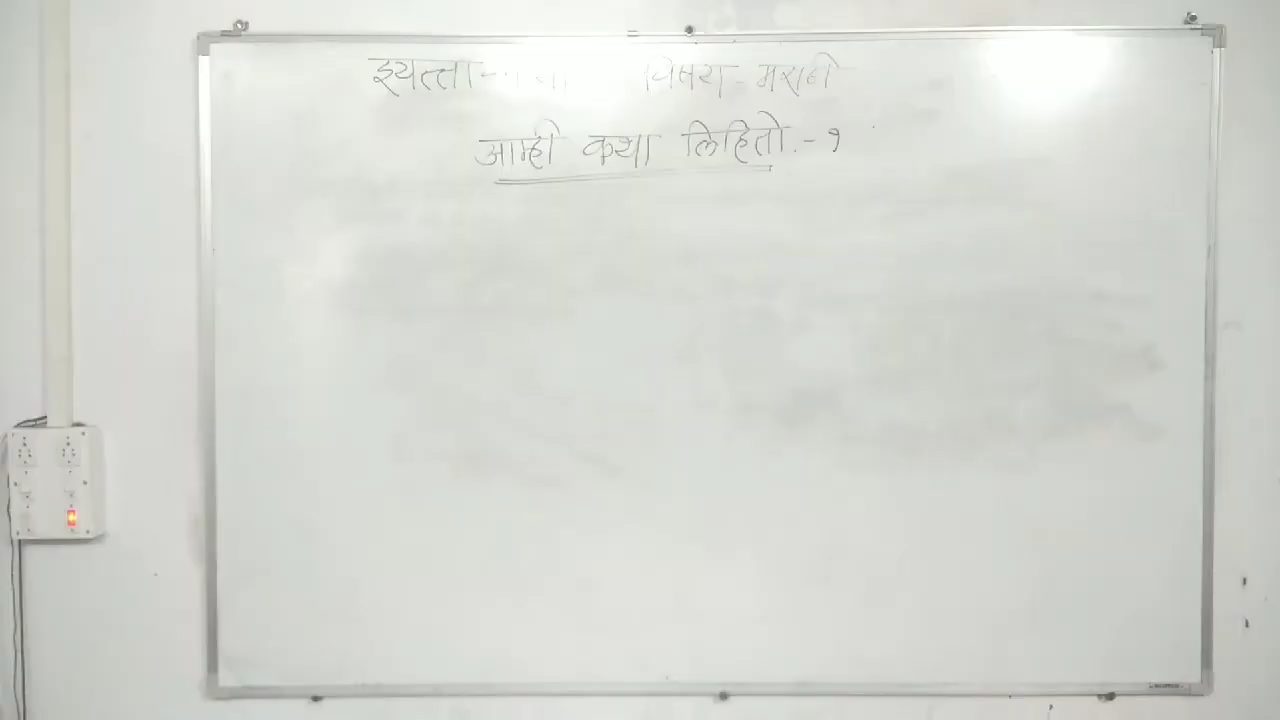 इयत्ता - विषय - मराठी
आम्ही कथा लिहितो. - १